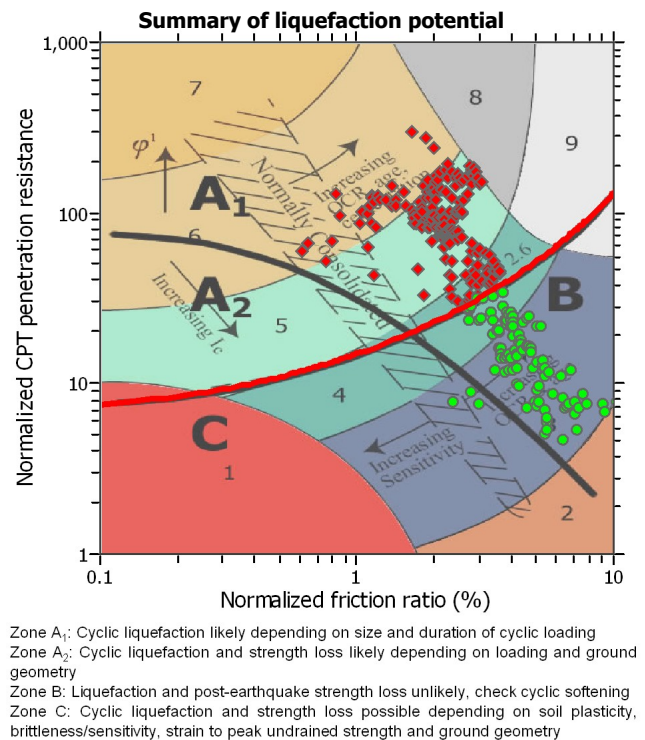 Summary of liquefaction potential
Normalized CPT penetration resistance
1,000
100
10
1
7
8
9
φ¹
A1
Normally Consolidated
Increasing
OCR, age,
6
A2
Increasing Ic
5
2.6
B
4
C
1
Increasing
Sensitivity
2
0.1
1
10
Normalized friction ratio (%)
Zone A1: Cyclic liquefaction likely depending on size and duration of cyclic loading
Zone A2: Cyclic liquefaction and strength loss likely depending on loading and ground
geometry
Zone B: Liquefaction and post-earthquake strength loss unlikely, check cyclic softening
Zone C: Cyclic liquefaction and strength loss possible depending on soil plasticity,
brittleness/sensitivity, strain to peak undrained strength and ground geometry